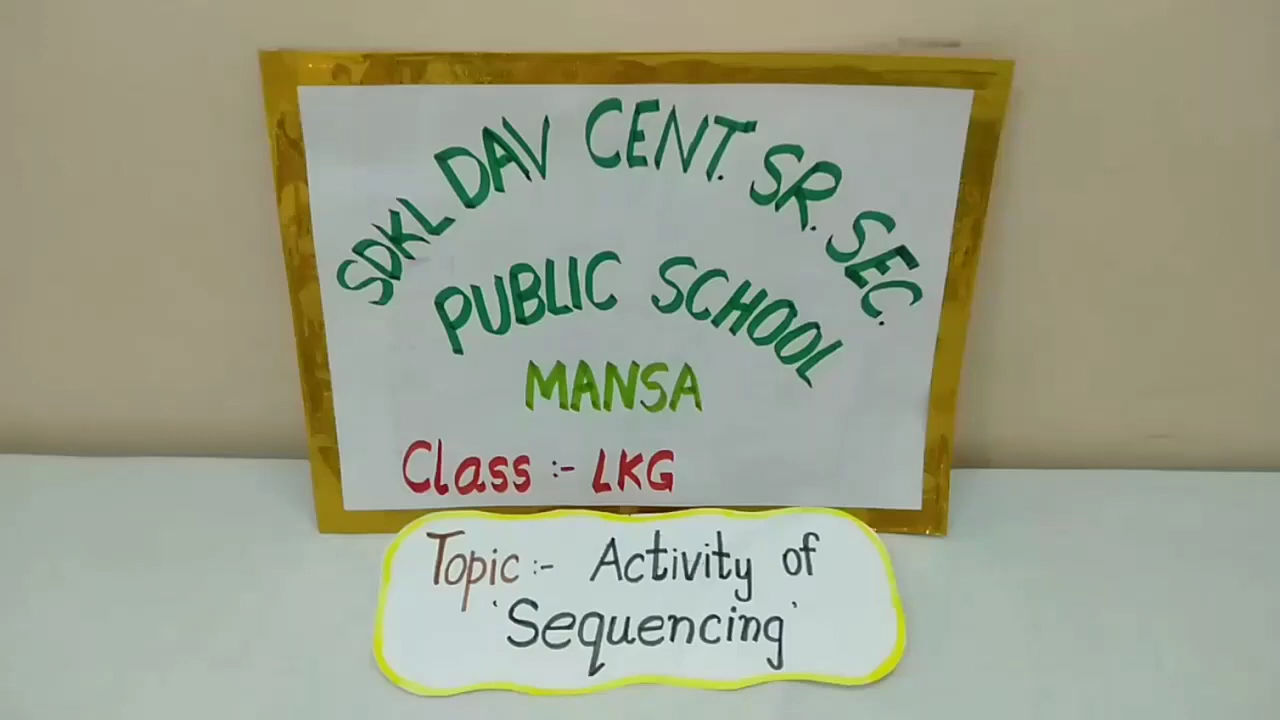 SDKL DAV CENT. SR. SEC.
PUBLIC SCHOOL
MANSA
Class :- LKG
Topic :- Activity of
'Sequencing'